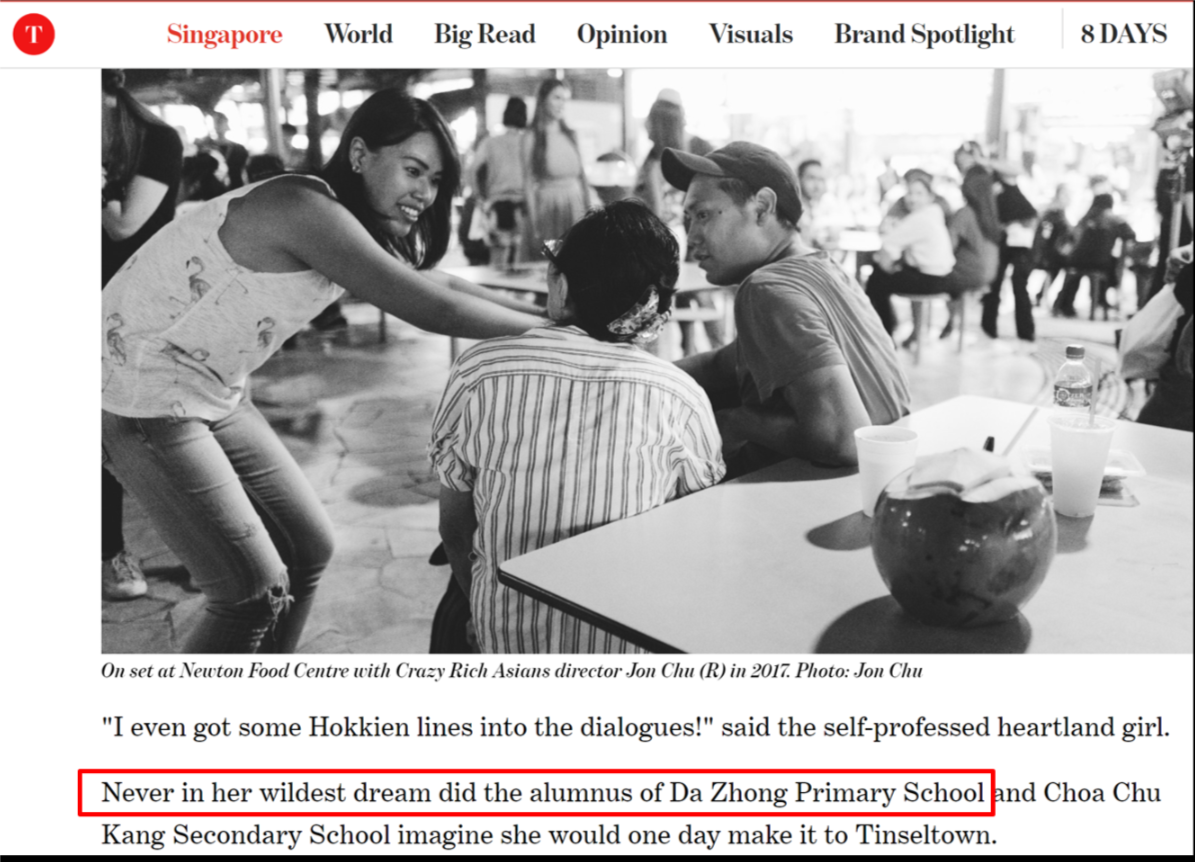 T
Singapore World Big Read Opinion Visuals Brand Spotlight 8 DAYS
On set at Newton Food Centre with Crazy Rich Asians director Jon Chu (R) in 2017. Photo: Jon Chu
"I even got some Hokkien lines into the dialogues!" said the self-professed heartland girl.
Never in her wildest dream did the alumnus of Da Zhong Primary School and Choa Chu
Kang Secondary School imagine she would one day make it to Tinseltown.